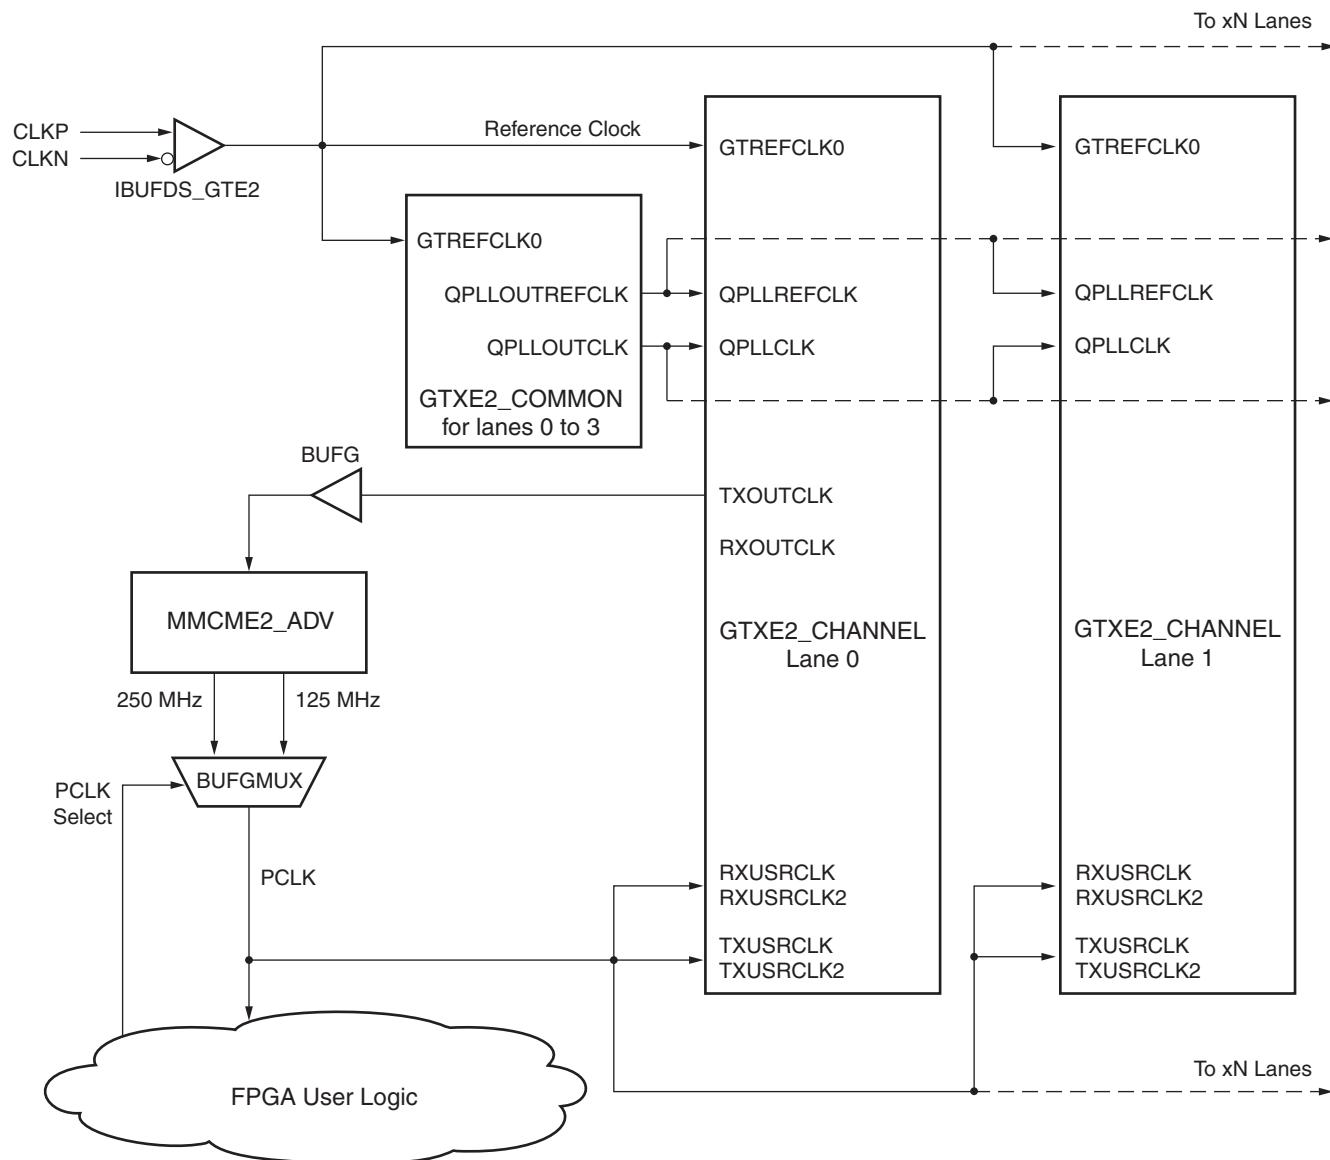 To xN Lanes
CLKP
CLKN
IBUFDS_GTE2
Reference Clock
GTREFCLK0
GTREFCLK0
GTREFCLK0
QPLLOUTREFCLK
QPLLREFCLK
QPLLREFCLK
QPLLOUTCLK
QPLLCLK
QPLLCLK
GTXE2_COMMON
for lanes 0 to 3
BUFG
TXOUTCLK
RXOUTCLK
MMCME2_ADV
GTXE2_CHANNEL
Lane 0
GTXE2_CHANNEL
Lane 1
250 MHz
125 MHz
BUFGMUX
PCLK
Select
PCLK
RXUSRCLK
RXUSRCLK2
RXUSRCLK
RXUSRCLK2
TXUSRCLK
TXUSRCLK2
TXUSRCLK
TXUSRCLK2
FPGA User Logic
To xN Lanes